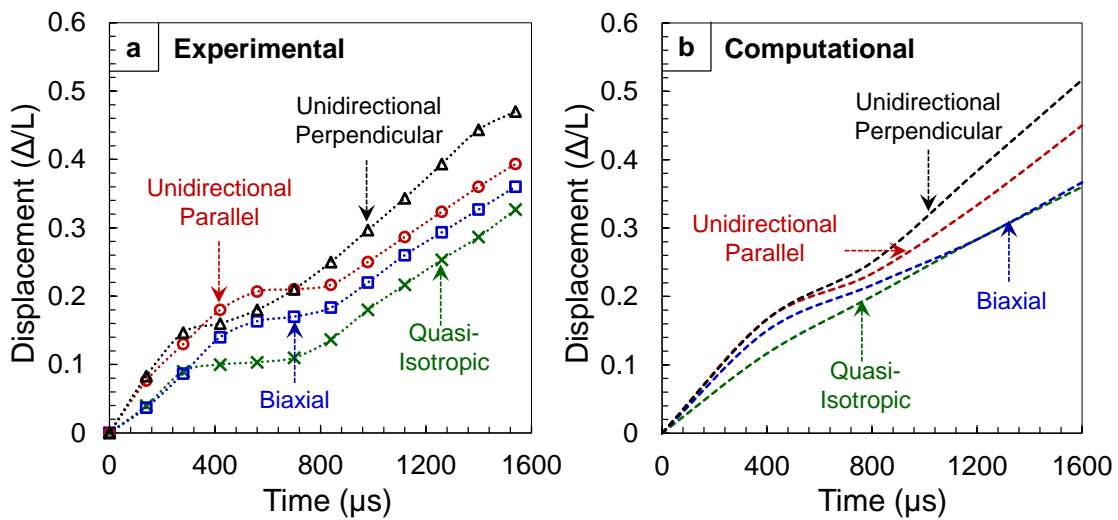 a Experimental
Displacement (Δ/L)
0.6
0.5
0.4
0.3
0.2
0.1
0
Unidirectional
Perpendicular
Unidirectional
Parallel
Quasi-
Isotropic
Biaxial
0 400 800 1200 1600
Time (µs)
b Computational
Displacement (Δ/L)
0.6
0.5
0.4
0.3
0.2
0.1
0
Unidirectional
Perpendicular
Unidirectional
Parallel
Biaxial
Quasi-
Isotropic
0 400 800 1200 1600
Time (µs)